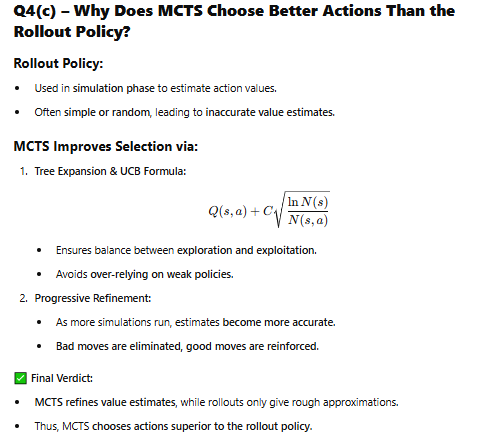 Q4(c) – Why Does MCTS Choose Better Actions Than the
Rollout Policy?
Rollout Policy:
• Used in simulation phase to estimate action values.
• Often simple or random, leading to inaccurate value estimates.
MCTS Improves Selection via:
1. Tree Expansion & UCB Formula:
Q(s, a) + C√(ln N(s) / N(s, a))
• Ensures balance between exploration and exploitation.
• Avoids over-relying on weak policies.
2. Progressive Refinement:
• As more simulations run, estimates become more accurate.
• Bad moves are eliminated, good moves are reinforced.
✅ Final Verdict:
• MCTS refines value estimates, while rollouts only give rough approximations.
• Thus, MCTS chooses actions superior to the rollout policy.